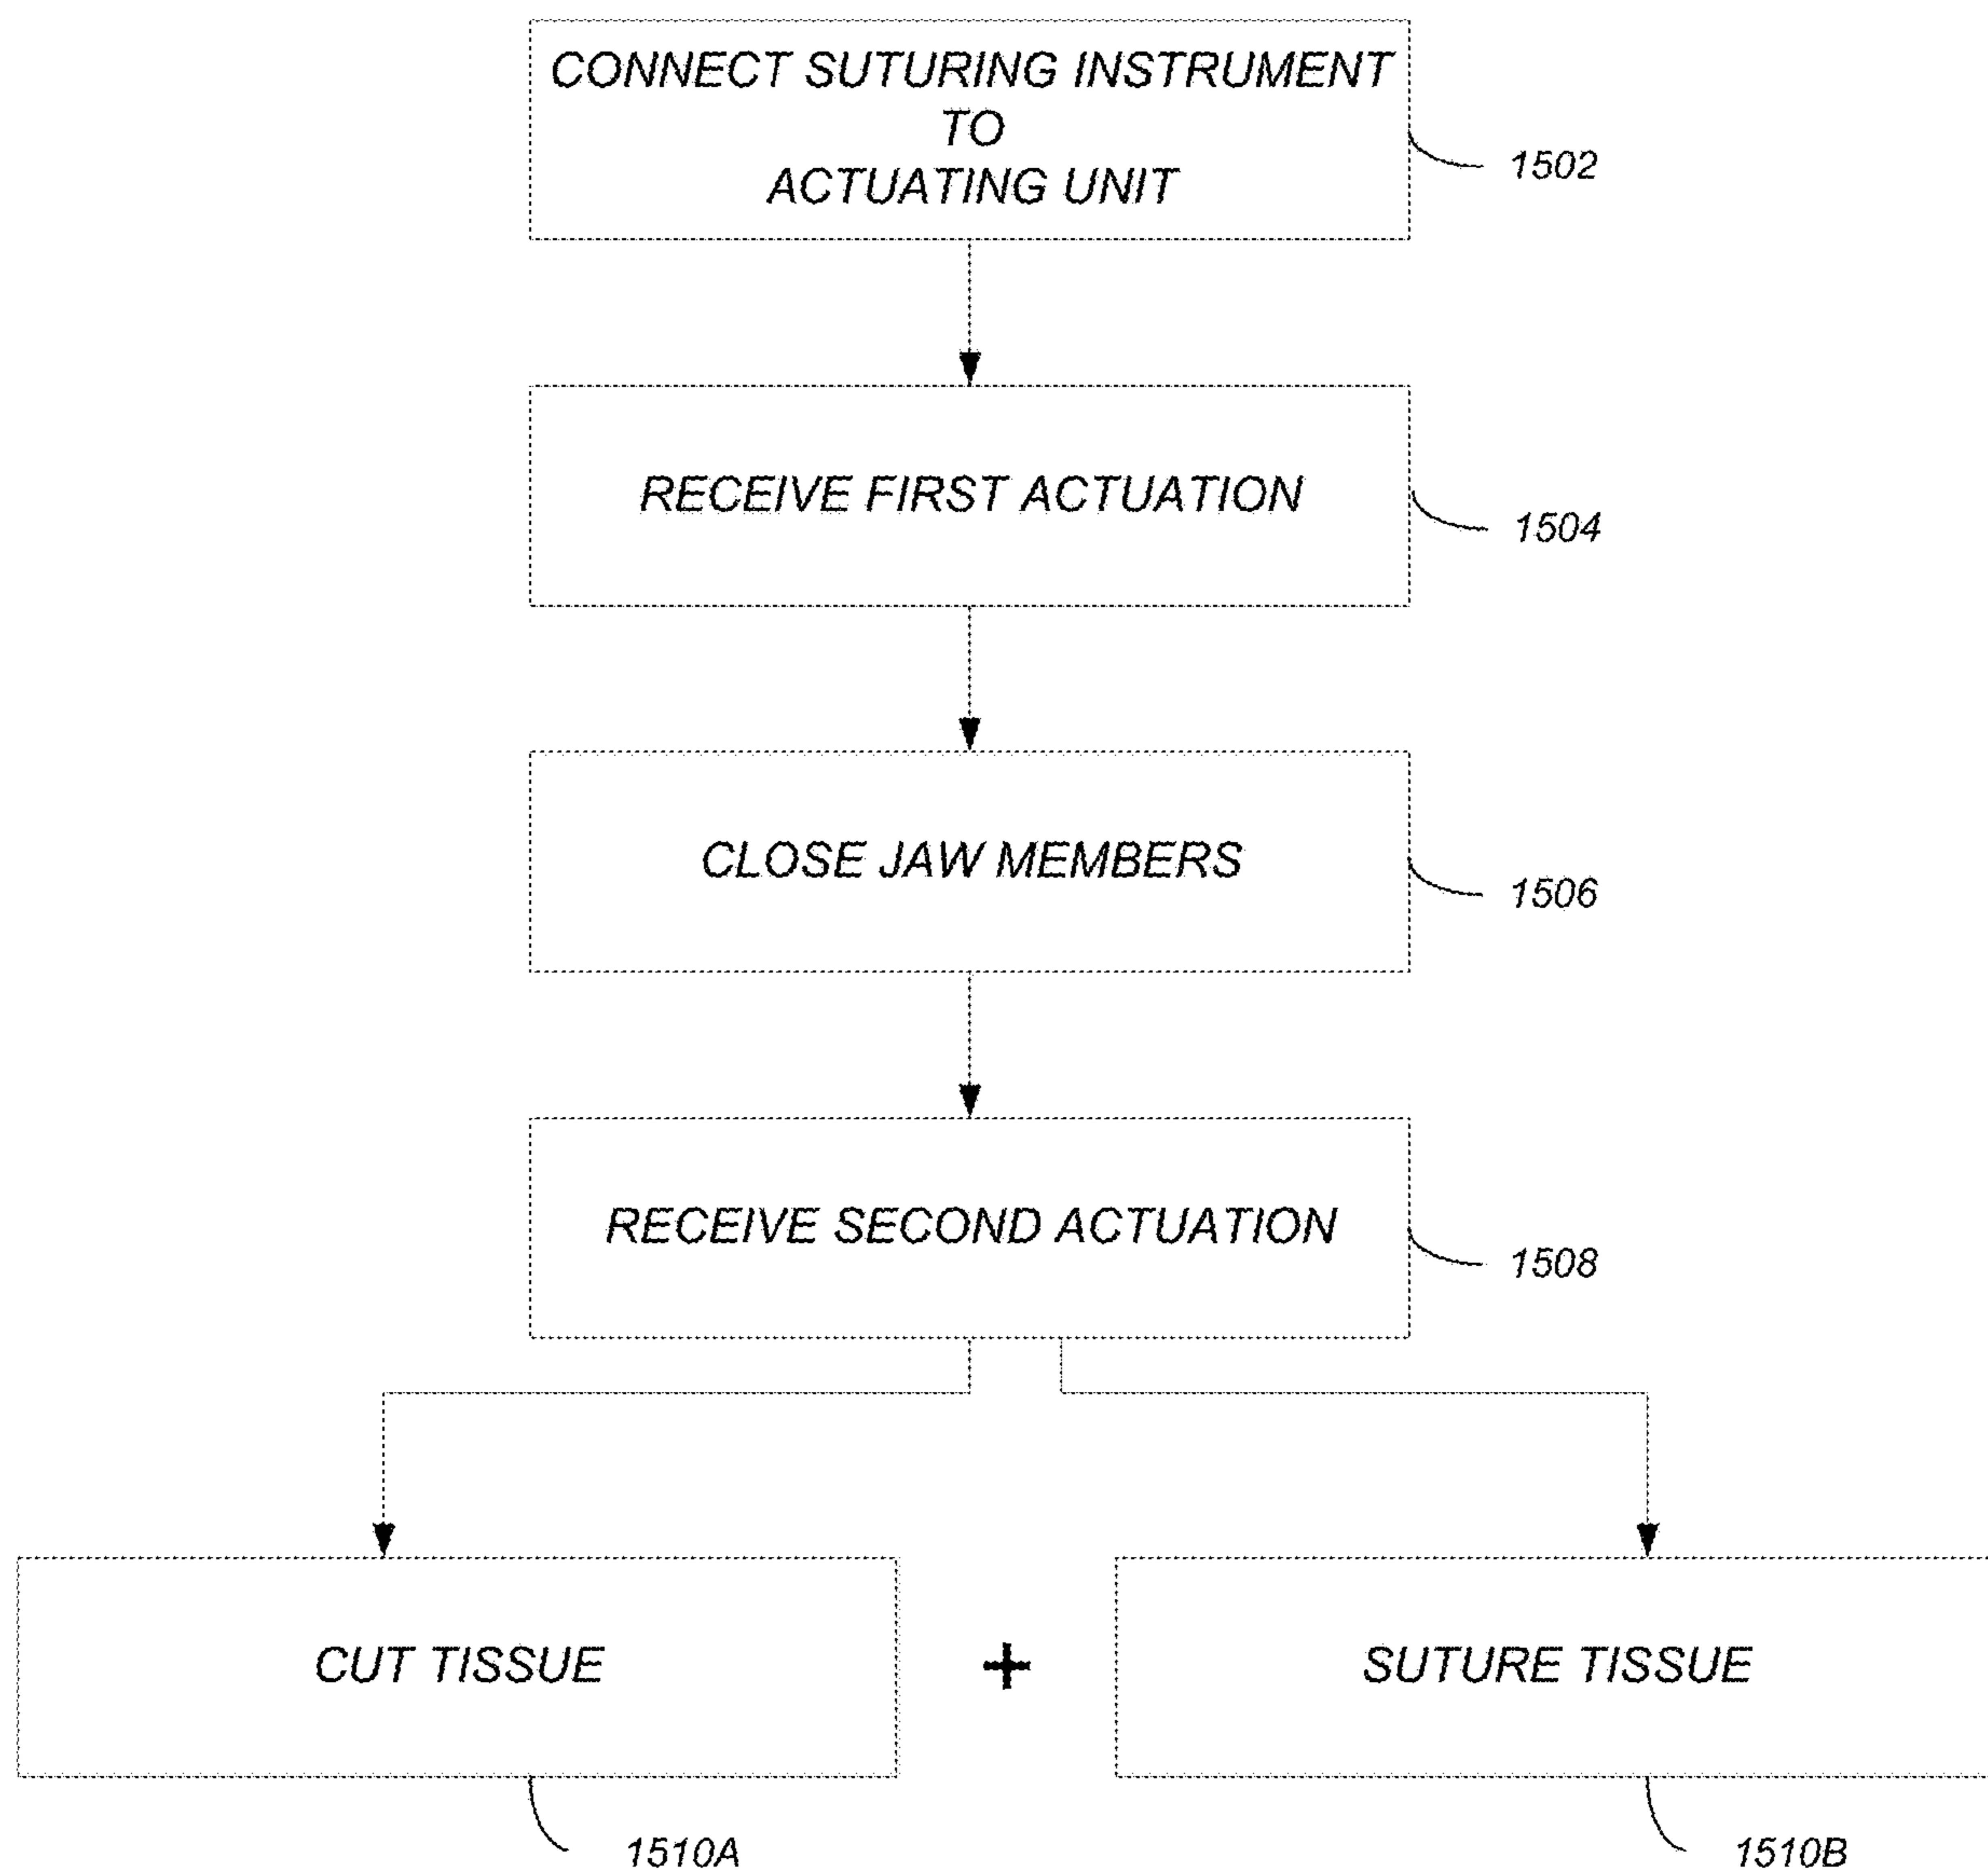 CONNECT SUTURING INSTRUMENT
TO
ACTUATING UNIT
1502
RECEIVE FIRST ACTUATION
1504
CLOSE JAW MEMBERS
1506
RECEIVE SECOND ACTUATION
1508
CUT TISSUE
+
SUTURE TISSUE
1510A
1510B